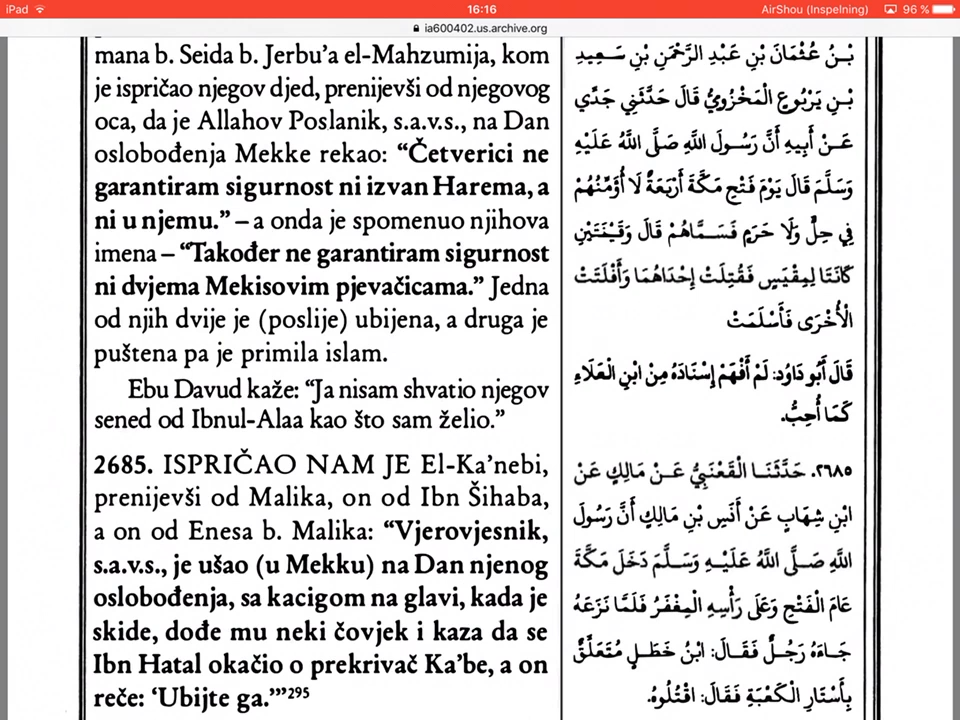 iPad
16:16
AirShou (Inspelning)
96 %
ia600402.us.archive.org
mana b. Seida b. Jerbu’a el-Mahzumija, kom
je ispričao njegov djed, prenijevši od njegovog
oca, da je Allahov Poslanik, s.a.v.s., na Dan
oslobođenja Mekke rekao: “Četverici ne
garantiram sigurnost ni izvan Harema, a
ni u njemu.” – a onda je spomenuo njihova
imena – “Također ne garantiram sigurnost
ni dvjema Mekisovim pjevačicama.” Jedna
od njih dvije je (poslije) ubijena, a druga je
puštena pa je primila islam.
Ebu Davud kaže: “Ja nisam shvatio njegov
sened od Ibnul-Alaa kao što sam želio.”
2685. ISPRIČAO NAM JE El-Ka’nebi,
prenijevši od Malika, on od Ibn Šihaba,
a on od Enesa b. Malika: “Vjerovjesnik,
s.a.v.s., je ušao (u Mekku) na Dan njenog
oslobođenja, sa kacigom na glavi, kada je
skide, dođe mu neki čovjek i kaza da se
Ibn Hatal okačio o prekrivač Ka’be, a on
reče: ‘Ubijte ga.’”295
بْنُ عُثْمَانَ بْنِ عَبْدِ الرَّحْمَنِ بْنِ سَعِيدِ
بْنِ يَرْبُوعٍ الْمَخْزُومِيُّ قَالَ حَدَّثَنِي جَدِّي
عَنْ أَبِيهِ أَنَّ رَسُولَ اللَّهِ صَلَّى اللَّهُ عَلَيْهِ
وَسَلَّمَ قَالَ يَوْمَ فَتْحِ مَكَّةَ أَرْبَعَةٌ لَا أُؤَمِّنُهُمْ
فِي حِلٍّ وَلَا حَرَمٍ فَسَمَّاهُمْ قَالَ وَقَيْنَتَيْنِ
كَانَتَا لِمِقْيَسٍ فَقُتِلَتْ إِحْدَاهُمَا وَأَفْلَتَتْ
الْأُخْرَى فَأَسْلَمَتْ
قَالَ أَبُو دَاوُد: لَمْ أَفْهَمْ إِسْنَادَهُ مِنْ ابْنِ الْعَلَاءِ
كَمَا أُحِبُّ.
٢٦٨٥. حَدَّثَنَا الْقَعْنَبِيُّ عَنْ مَالِكٍ عَنْ
ابْنِ شِهَابٍ عَنْ أَنَسِ بْنِ مَالِكٍ أَنَّ رَسُولَ
اللَّهِ صَلَّى اللَّهُ عَلَيْهِ وَسَلَّمَ دَخَلَ مَكَّةَ
عَامَ الْفَتْحِ وَعَلَى رَأْسِهِ الْمِغْفَرُ فَلَمَّا نَزَعَهُ
جَاءَهُ رَجُلٌ فَقَالَ: ابْنُ خَطَلٍ مُتَعَلِّقٌ
بِأَسْتَارِ الْكَعْبَةِ فَقَالَ: اقْتُلُوهُ.